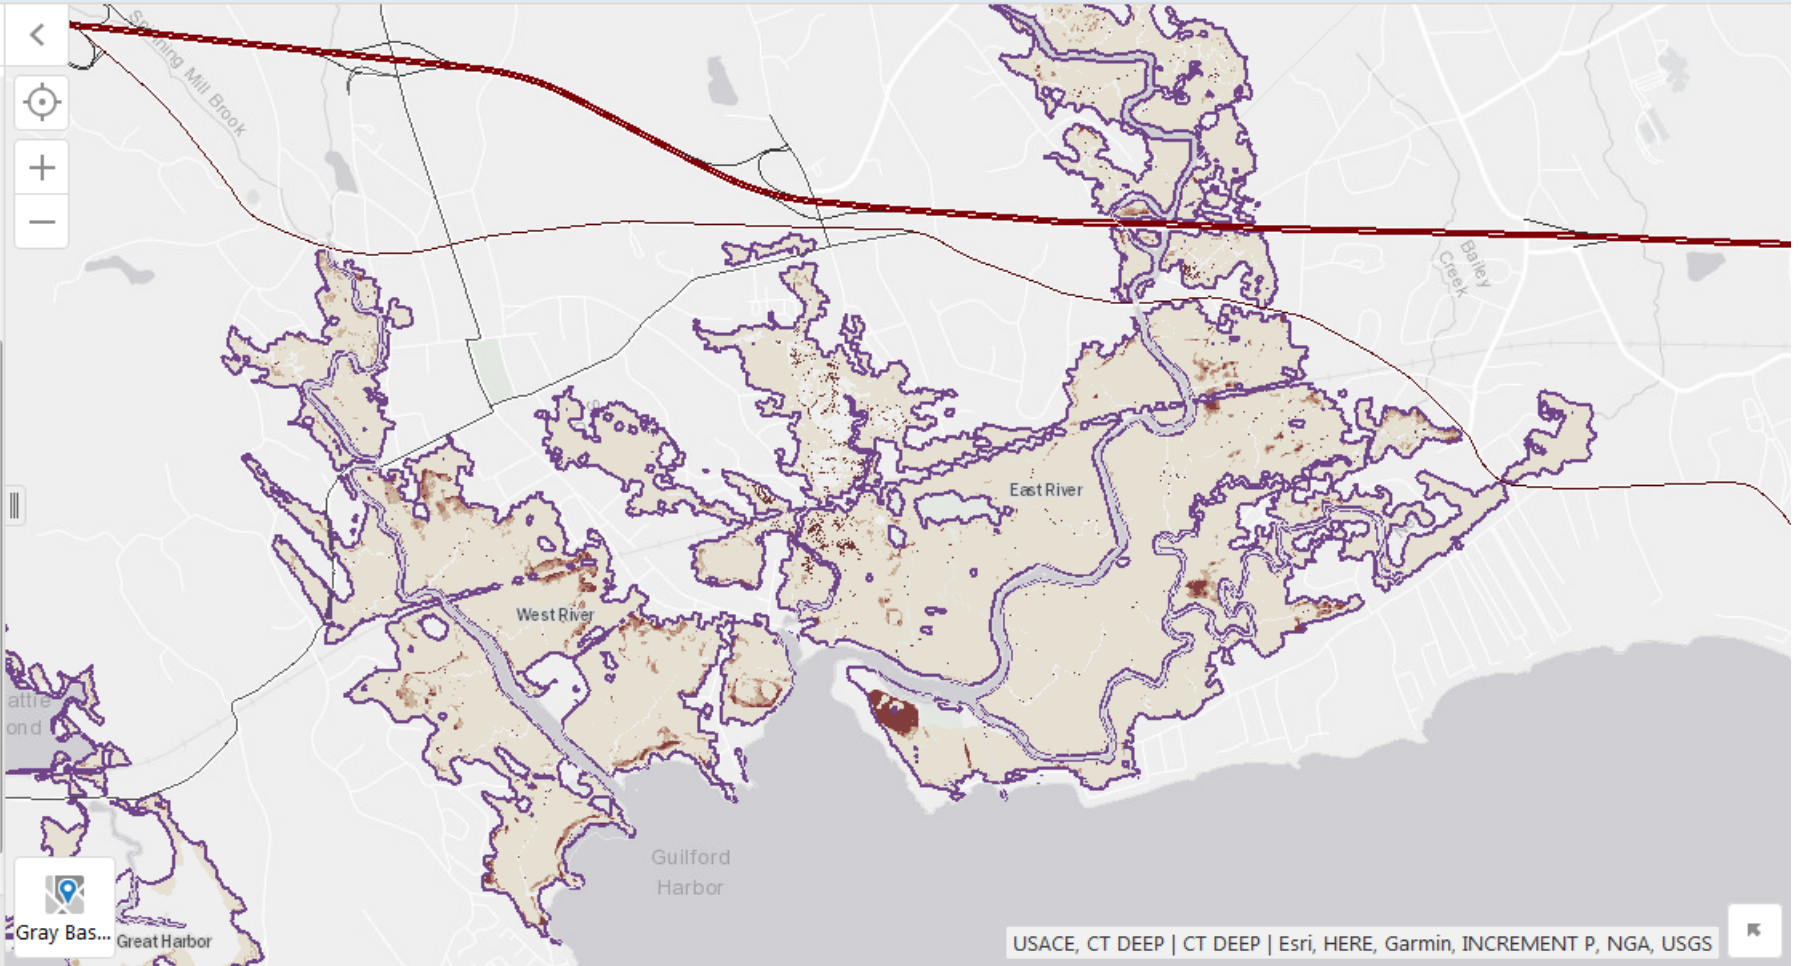 Spinning Mill Brook
Bailey
Creek
East River
West River
ond
Guilford
Harbor
Gray Bas...
Great Harbor
USACE, CT DEEP | CT DEEP | Esri, HERE, Garmin, INCREMENT P, NGA, USGS